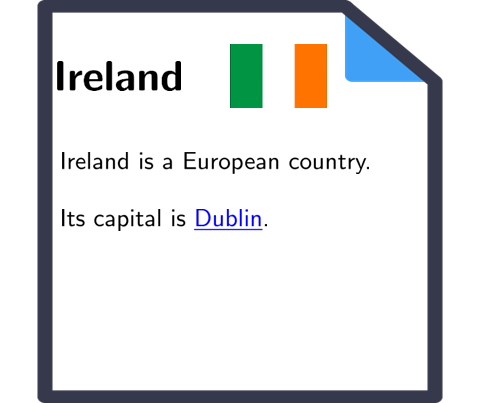 Ireland
Ireland is a European country.
Its capital is Dublin.